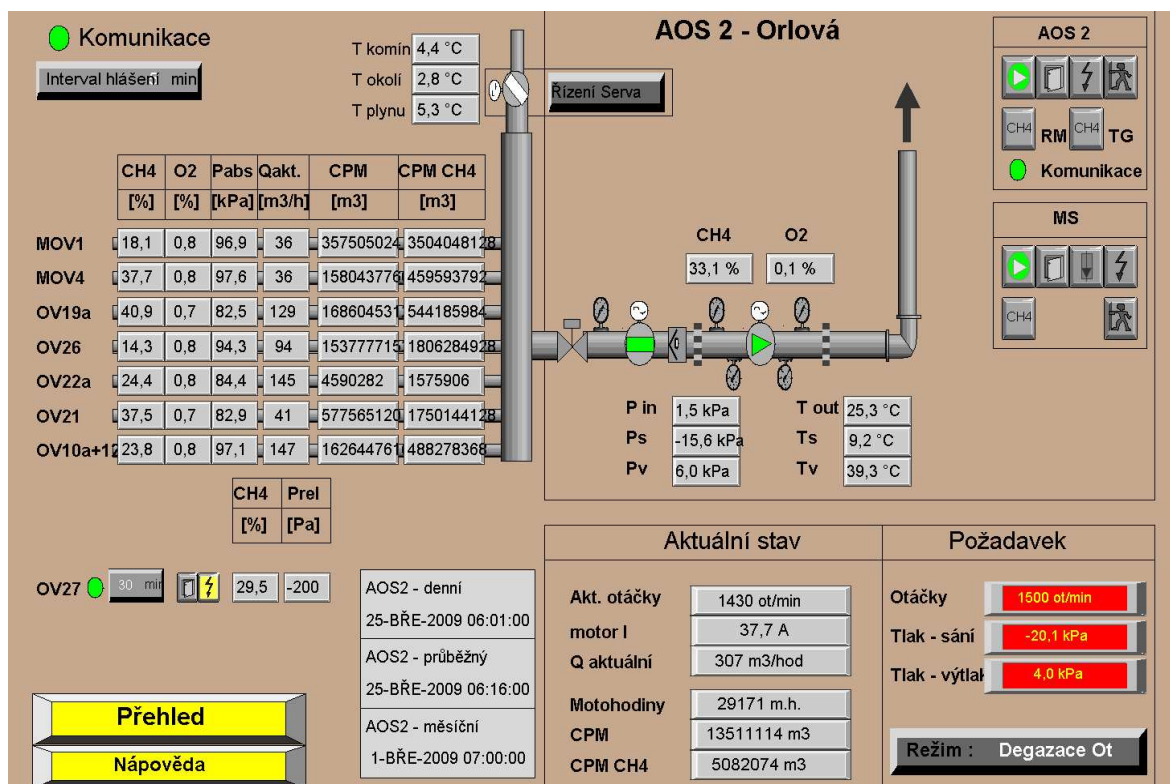 Komunikace
Interval hlášení min
T komín 4,4 °C
T okolí 2,8 °C
T plynu 5,3 °C
Řízení Serva
AOS 2 - Orlová
AOS 2
CH4 RM CH4 TG
Komunikace
MS
CH4
CH4 O2 Pabs Qakt. CPM CPM CH4
[%] [%] [kPa] [m3/h] [m3] [m3]
MOV1 18,1 0,8 96,9 36 357505024 3504048128
MOV4 37,7 0,8 97,6 36 158043776 459593792
OV19a 40,9 0,7 82,5 129 168604531 544185984
OV26 14,3 0,8 94,3 94 153777715 1806284928
OV22a 24,4 0,8 84,4 145 4590282 1575906
OV21 37,5 0,7 82,9 41 577565120 1750144128
OV10a+12 23,8 0,8 97,1 147 162644761 488278368
CH4 O2
33,1 % 0,1 %
P in 1,5 kPa T out 25,3 °C
Ps -15,6 kPa Ts 9,2 °C
Pv 6,0 kPa Tv 39,3 °C
CH4 Prel
[%] [Pa]
OV27 30 min 29,5 -200
AOS2 - denní
25-BŘE-2009 06:01:00
AOS2 - průběžný
25-BŘE-2009 06:16:00
AOS2 - měsíční
1-BŘE-2009 07:00:00
Přehled
Nápověda
Aktuální stav
Akt. otáčky 1430 ot/min
motor I 37,7 A
Q aktuální 307 m3/hod
Motohodiny 29171 m.h.
CPM 13511114 m3
CPM CH4 5082074 m3
Požadavek
Otáčky 1500 ot/min
Tlak - sání -20,1 kPa
Tlak - výtlak 4,0 kPa
Režim : Degazace Ot